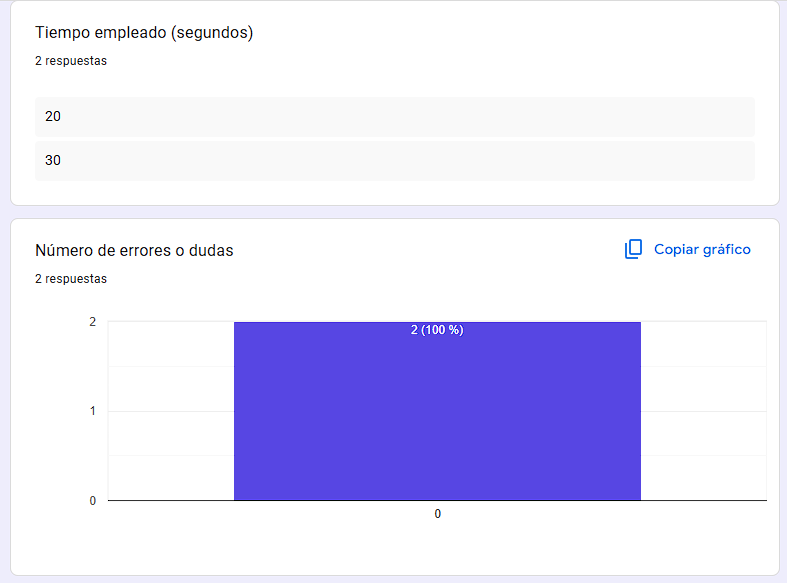 Tiempo empleado (segundos)
2 respuestas
20
30
Número de errores o dudas
Copiar gráfico
2 respuestas
2
2 (100 %)
1
0
0